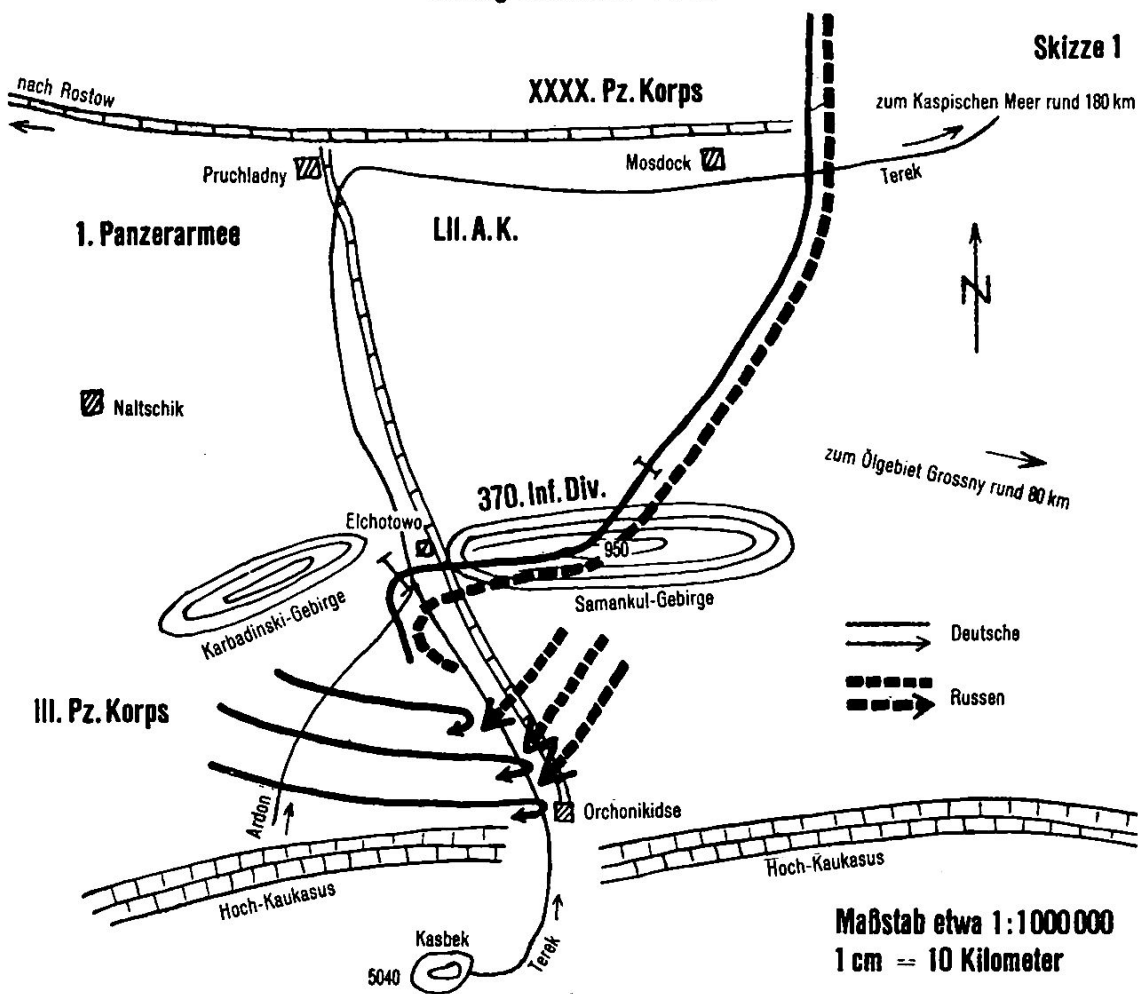 Skizze 1
nach Rostow
XXXX. Pz. Korps
zum Kaspischen Meer rund 180 km
Pruchladny
Mosdock
Terek
1. Panzerarmee
LII. A. K.
N
Naltschik
zum Ölgebiet Grossny rund 80 km
370. Inf. Div.
Elchotowo
950
Karbadinski-Gebirge
Samankul-Gebirge
Deutsche
III. Pz. Korps
Russen
Ardon
Orchonikidse
Hoch-Kaukasus
Hoch-Kaukasus
Kasbek
5040
Terek
Maßstab etwa 1:1000000
1 cm = 10 Kilometer